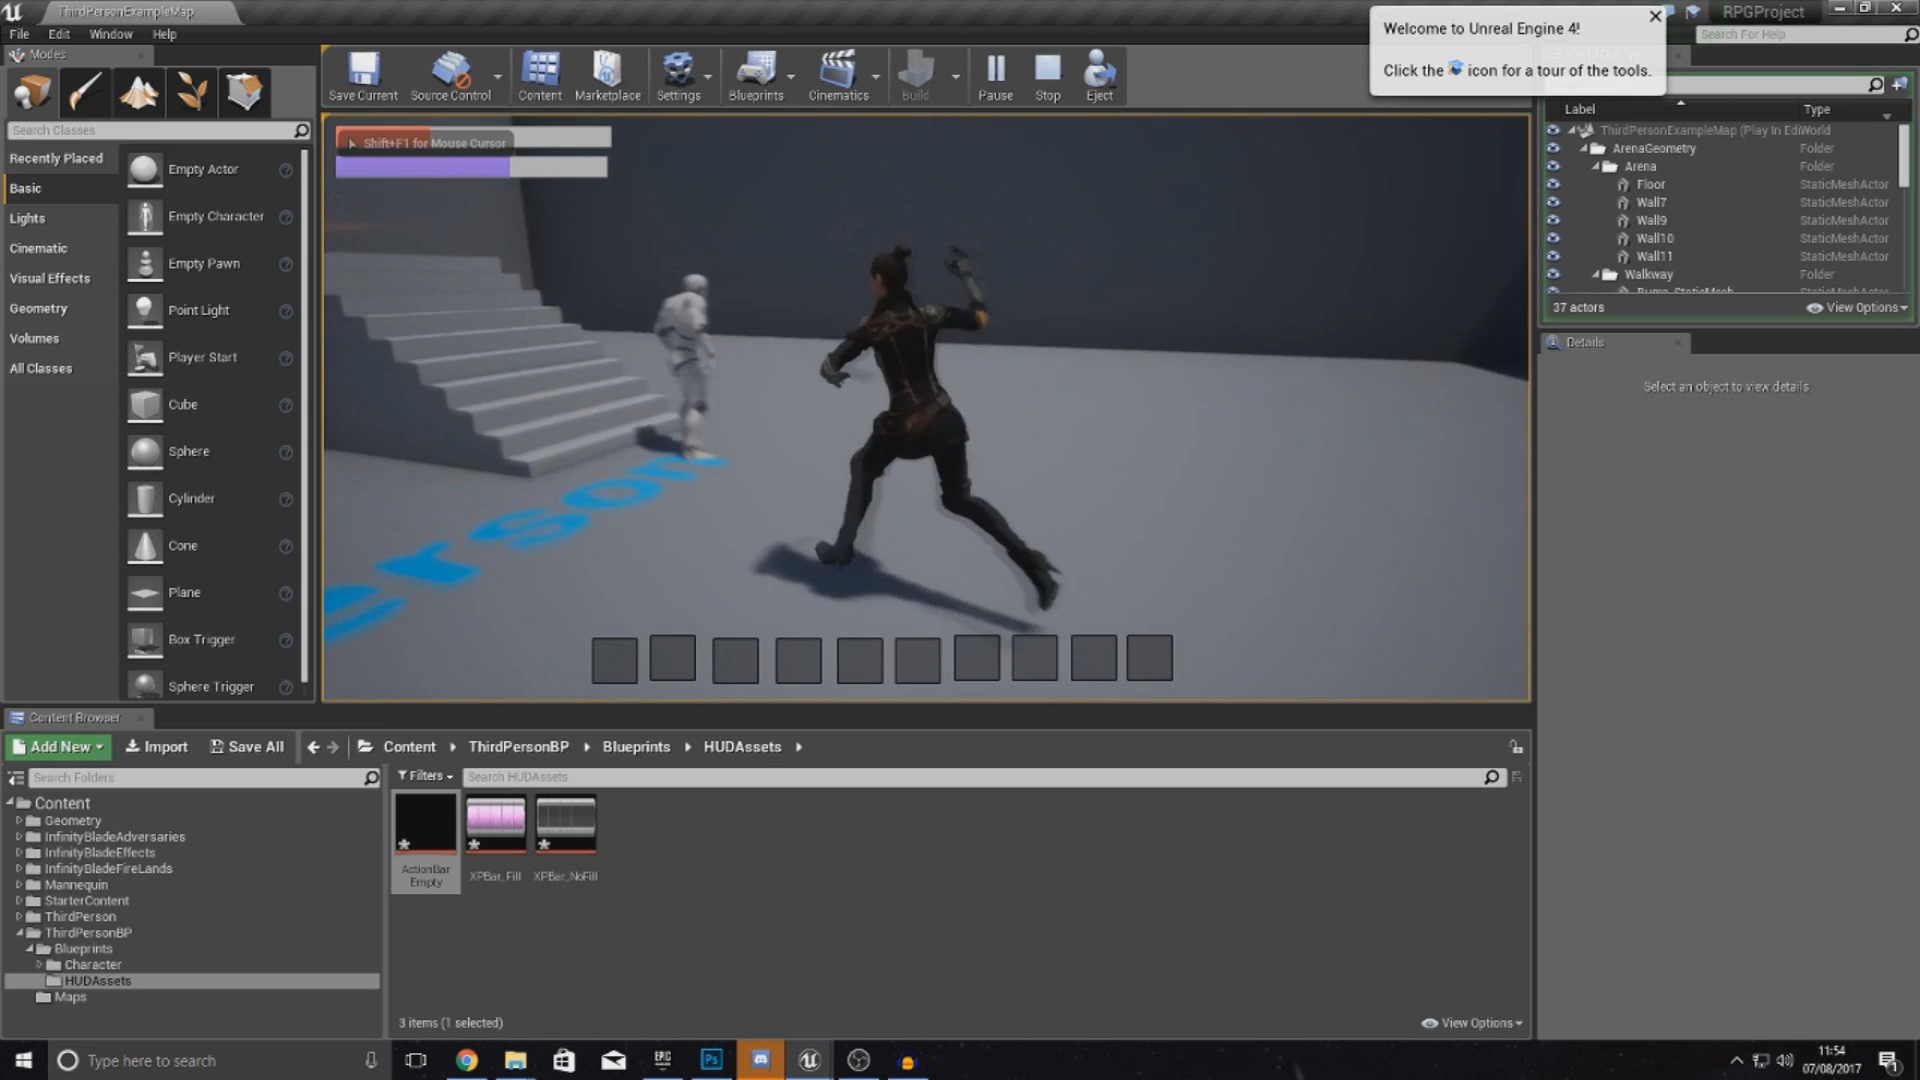 ThirdPersonExampleMap
RPGProject
File Edit Window Help
Search For Help
Welcome to Unreal Engine 4!
Click the icon for a tour of the tools.
Modes
Save Current
Source Control
Content
Marketplace
Settings
Blueprints
Cinematics
Build
Pause
Stop
Eject
Search Classes
Recently Placed
Basic
Lights
Cinematic
Visual Effects
Geometry
Volumes
All Classes
Empty Actor
Empty Character
Empty Pawn
Point Light
Player Start
Cube
Sphere
Cylinder
Cone
Plane
Box Trigger
Sphere Trigger
Shift+F1 for Mouse Cursor
erson
Label Type
ThirdPersonExampleMap (Play In Edi World
ArenaGeometry Folder
Arena Folder
Floor StaticMeshActor
Wall7 StaticMeshActor
Wall9 StaticMeshActor
Wall10 StaticMeshActor
Wall11 StaticMeshActor
Walkway Folder
Bump_StaticMesh StaticMeshActor
37 actors View Options
Details
Select an object to view details.
Content Browser
Add New Import Save All Content ThirdPersonBP Blueprints HUDAssets
Search Folders
Filters Search HUDAssets
Content
Geometry
InfinityBladeAdversaries
InfinityBladeEffects
InfinityBladeFireLands
Mannequin
StarterContent
ThirdPerson
ThirdPersonBP
Blueprints
Character
HUDAssets
Maps
ActionBar
Empty
XPBar_Fill
XPBar_NoFill
3 items (1 selected) View Options
Type here to search
EPIC
Ps
11:54
07/08/2017
1